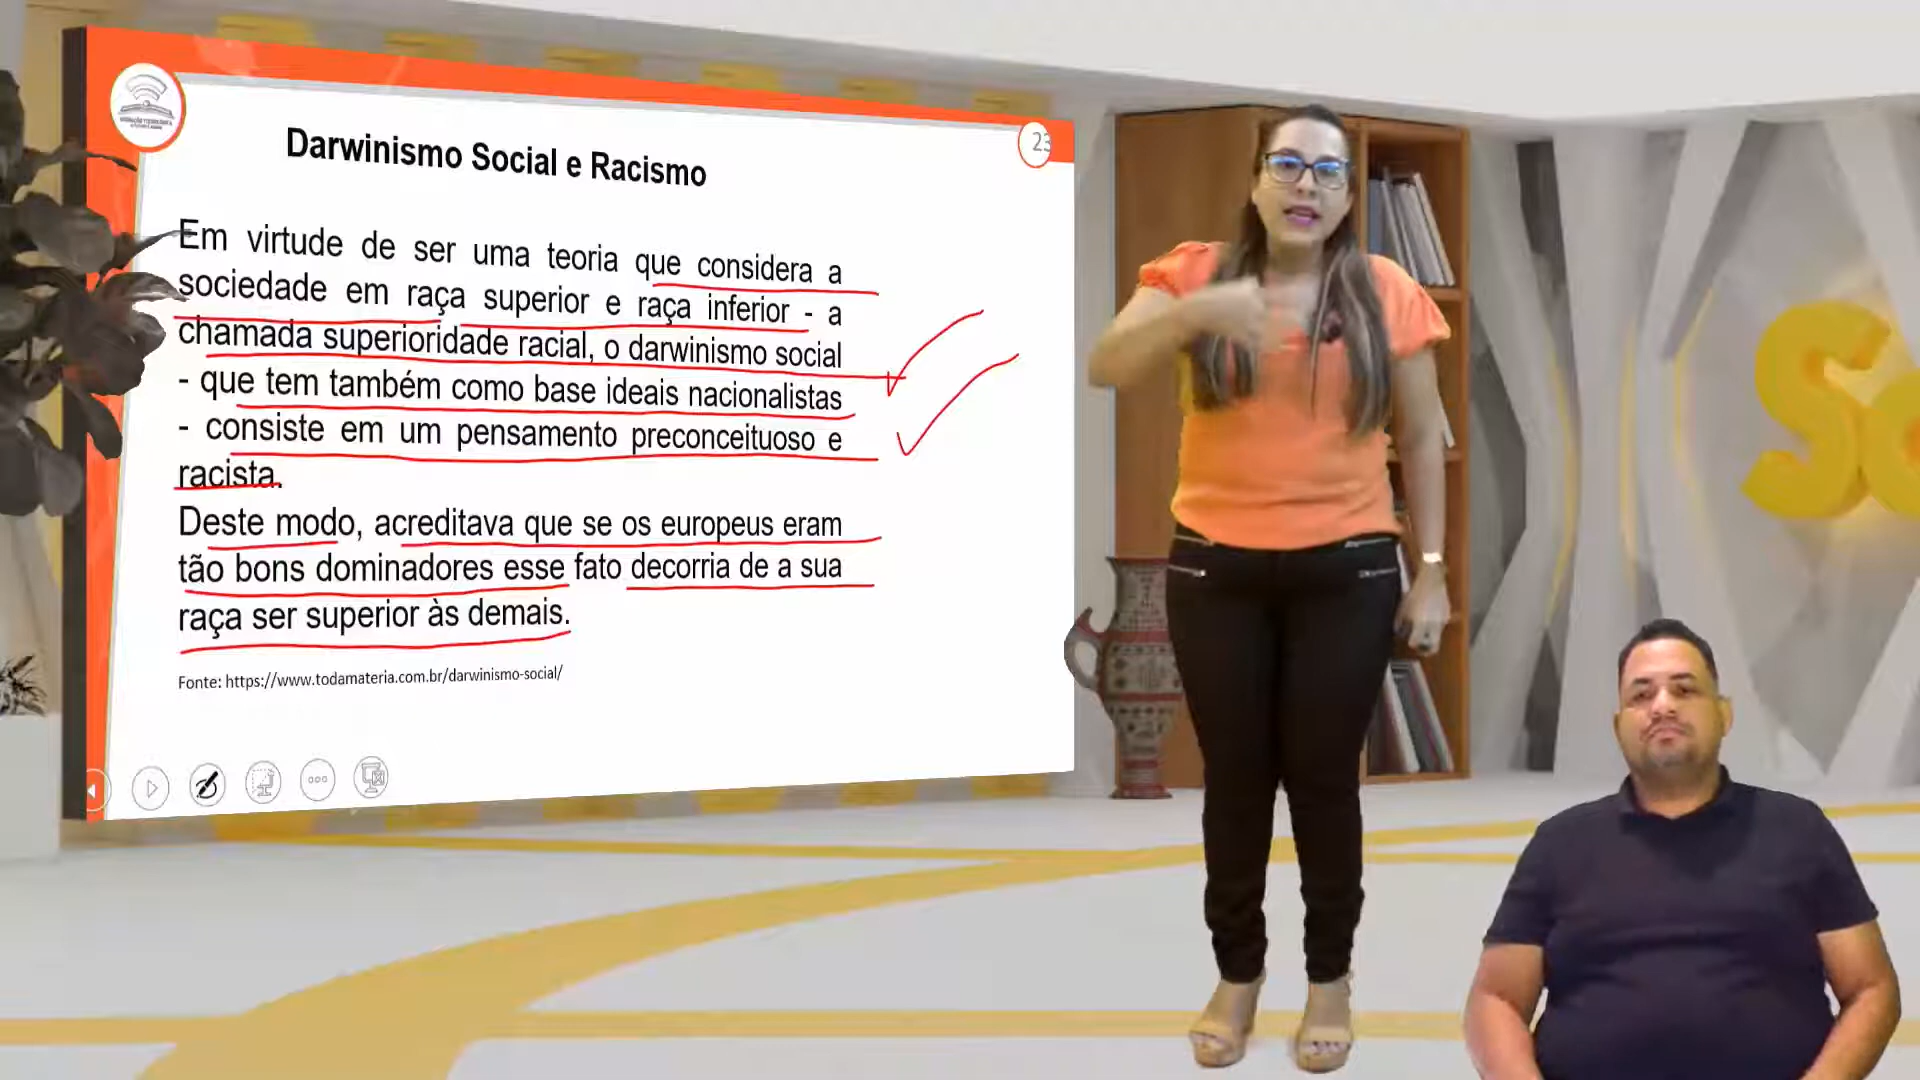 Darwinismo Social e Racismo
23
Em virtude de ser uma teoria que considera a
sociedade em raça superior e raça inferior - a
chamada superioridade racial, o darwinismo social
- que tem também como base ideais nacionalistas
- consiste em um pensamento preconceituoso e
racista.
Deste modo, acreditava que se os europeus eram
tão bons dominadores esse fato decorria de a sua
raça ser superior às demais.
Fonte: https://www.todamateria.com.br/darwinismo-social/